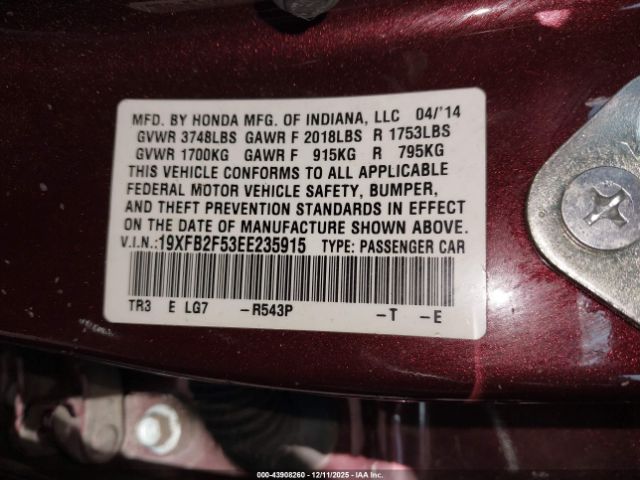 MFD. BY HONDA MFG. OF INDIANA, LLC 04/'14
GVWR 3748LBS GAWR F 2018LBS R 1753LBS
GVWR 1700KG GAWR F 915KG R 795KG
THIS VEHICLE CONFORMS TO ALL APPLICABLE
FEDERAL MOTOR VEHICLE SAFETY, BUMPER,
AND THEFT PREVENTION STANDARDS IN EFFECT
ON THE DATE OF MANUFACTURE SHOWN ABOVE.
V.I.N.:19XFB2F53EE235915 TYPE: PASSENGER CAR
TR3 E LG7 –R543P –T –E
000-43908260 - 12/11/2025 - IAA Inc.